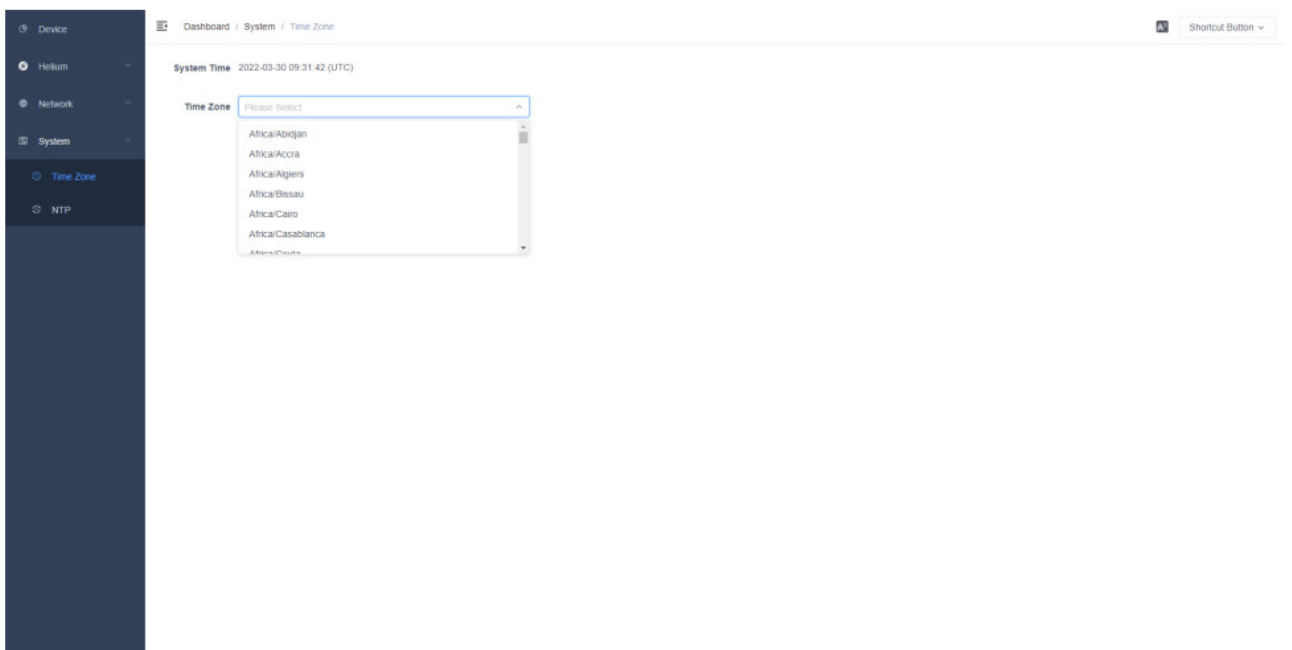 Device
Helium
Network
System
Time Zone
NTP
Dashboard / System / Time Zone
Shortcut Button
System Time 2022-03-30 09:31:42 (UTC)
Time Zone Please Select
Africa/Abidjan
Africa/Accra
Africa/Algiers
Africa/Bissau
Africa/Cairo
Africa/Casablanca
Africa/Ceuta